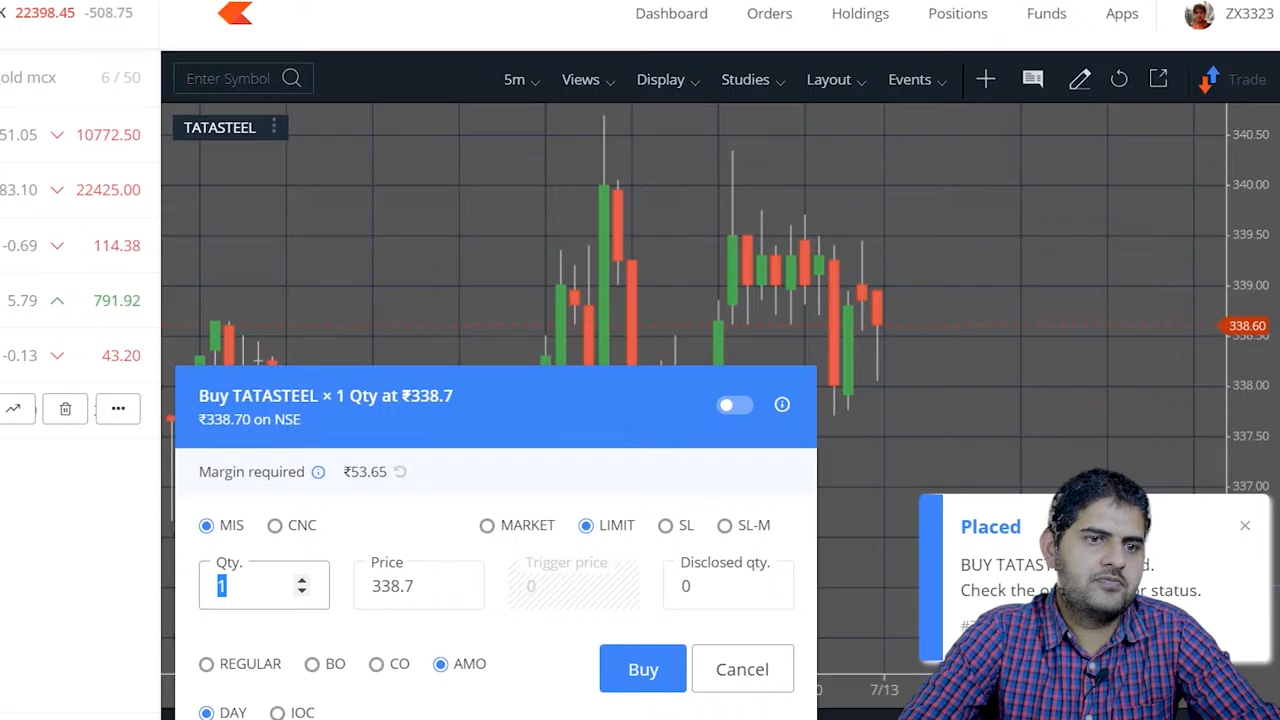 K 22398.45 -508.75
Dashboard Orders Holdings Positions Funds Apps ZX3323
gold mcx 6 / 50
Enter Symbol
5m Views Display Studies Layout Events Trade
TATASTEEL
51.05 10772.50
83.10 22425.00
-0.69 114.38
5.79 791.92
-0.13 43.20
340.50
340.00
339.50
339.00
338.60
338.00
337.50
337.00
7/13
Buy TATASTEEL × 1 Qty at ₹338.7
₹338.70 on NSE
Margin required ₹53.65
MIS CNC MARKET LIMIT SL SL-M
Qty. Price Trigger price Disclosed qty.
1 338.7 0 0
REGULAR BO CO AMO
Buy Cancel
DAY IOC
Placed
BUY
Check the status.